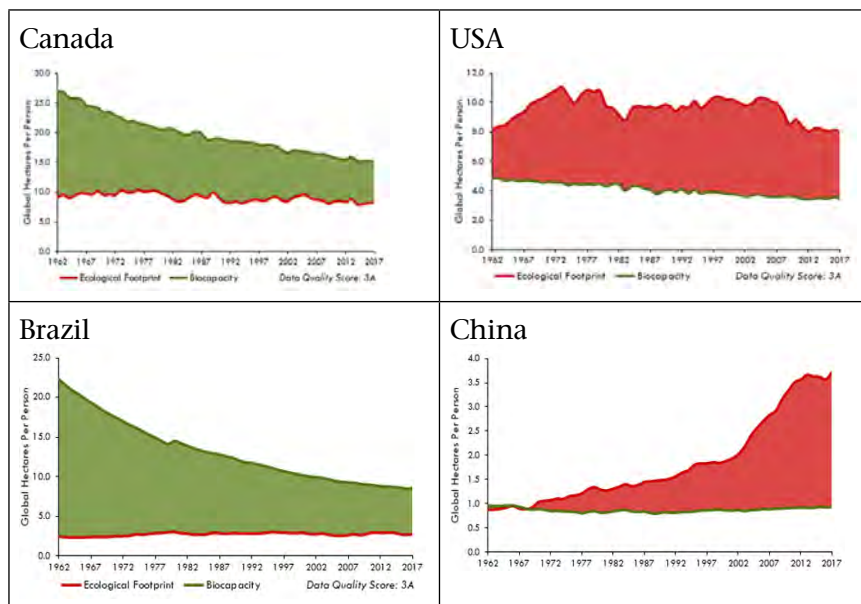 Canada
Global Hectares Per Person
30.0
25.0
20.0
15.0
10.0
5.0
0.0
1962 1967 1972 1977 1982 1987 1992 1997 2002 2007 2012 2017
Ecological Footprint Biocapacity Data Quality Score: 3A
USA
Global Hectares Per Person
12.0
10.0
8.0
6.0
4.0
2.0
0.0
1962 1967 1972 1977 1982 1987 1992 1997 2002 2007 2012 2017
Ecological Footprint Biocapacity Data Quality Score: 3A
Brazil
Global Hectares Per Person
25.0
20.0
15.0
10.0
5.0
0.0
1962 1967 1972 1977 1982 1987 1992 1997 2002 2007 2012 2017
Ecological Footprint Biocapacity Data Quality Score: 3A
China
Global Hectares Per Person
4.0
3.5
3.0
2.5
2.0
1.5
1.0
0.5
0.0
1962 1967 1972 1977 1982 1987 1992 1997 2002 2007 2012 2017